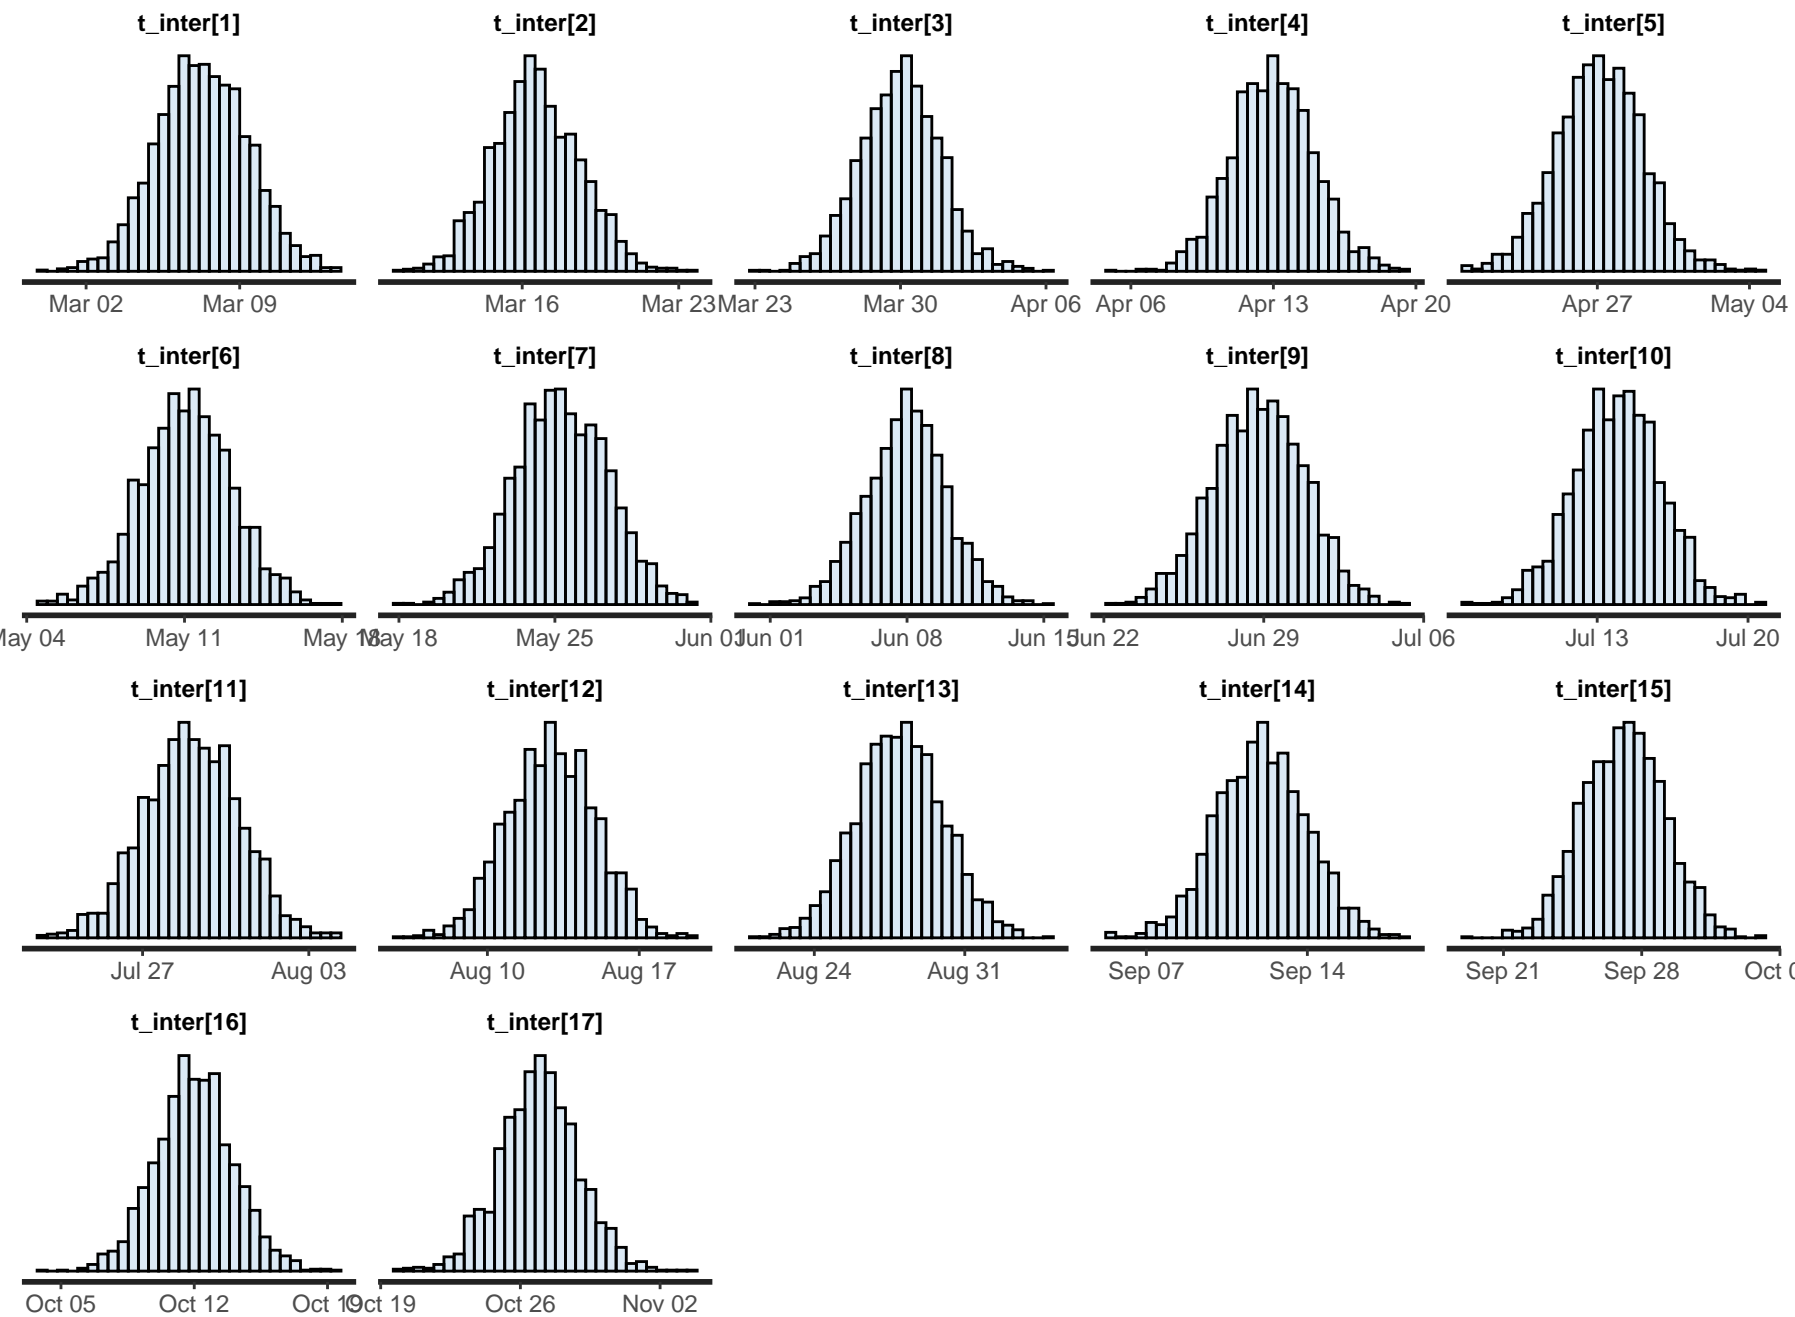 t_inter[1] t_inter[2] t_inter[3] t_inter[4] t_inter[5]
Mar 02 Mar 09 Mar 16 Mar 23 Mar 23 Mar 30 Apr 06 Apr 06 Apr 13 Apr 20 Apr 27 May 04
t_inter[6] t_inter[7] t_inter[8] t_inter[9] t_inter[10]
May 04 May 11 May 18 May 18 May 25 Jun 01 Jun 01 Jun 08 Jun 15 Jun 22 Jun 29 Jul 06 Jul 13 Jul 20
t_inter[11] t_inter[12] t_inter[13] t_inter[14] t_inter[15]
Jul 27 Aug 03 Aug 10 Aug 17 Aug 24 Aug 31 Sep 07 Sep 14 Sep 21 Sep 28 Oct
t_inter[16] t_inter[17]
Oct 05 Oct 12 Oct 19 Oct 19 Oct 26 Nov 02